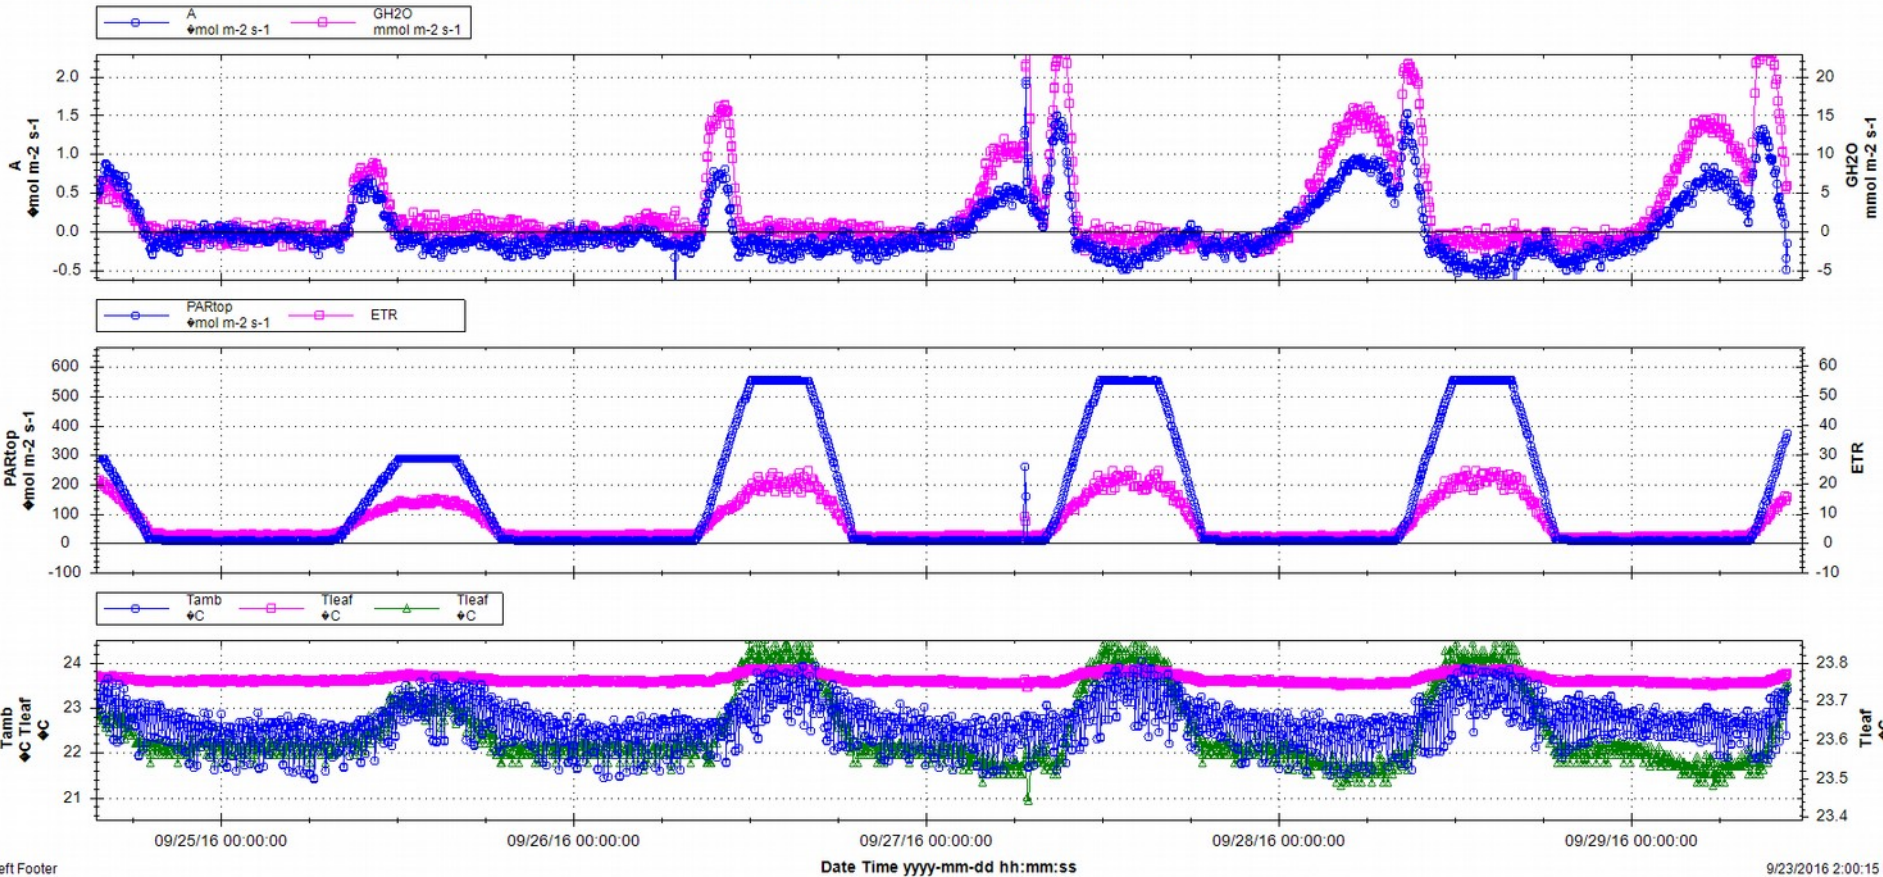 A GH2O
�mol m-2 s-1 mmol m-2 s-1
2.0
1.5
1.0
0.5
0.0
-0.5
A
�mol m-2 s-1
20
15
10
5
0
-5
GH2O
mmol m-2 s-1
PARtop ETR
�mol m-2 s-1
600
500
400
300
200
100
0
-100
PARtop
�mol m-2 s-1
60
50
40
30
20
10
0
-10
ETR
Tamb Tleaf Tleaf
�C �C �C
24
23
22
21
Tamb
�C Tleaf
�C
23.8
23.7
23.6
23.5
23.4
Tleaf
�C
09/25/16 00:00:00 09/26/16 00:00:00 09/27/16 00:00:00 09/28/16 00:00:00 09/29/16 00:00:00
eft Footer Date Time yyyy-mm-dd hh:mm:ss 9/23/2016 2:00:15